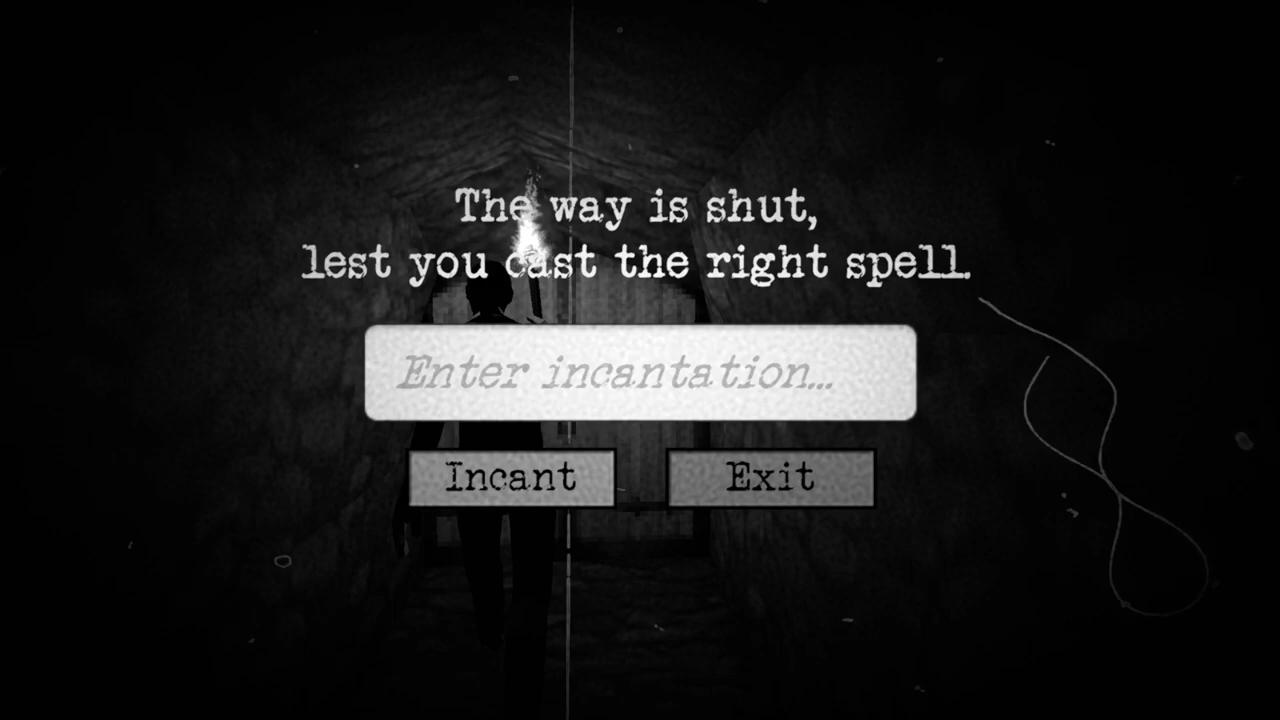 The way is shut,
lest you cast the right spell.
Enter incantation...
Incant
Exit